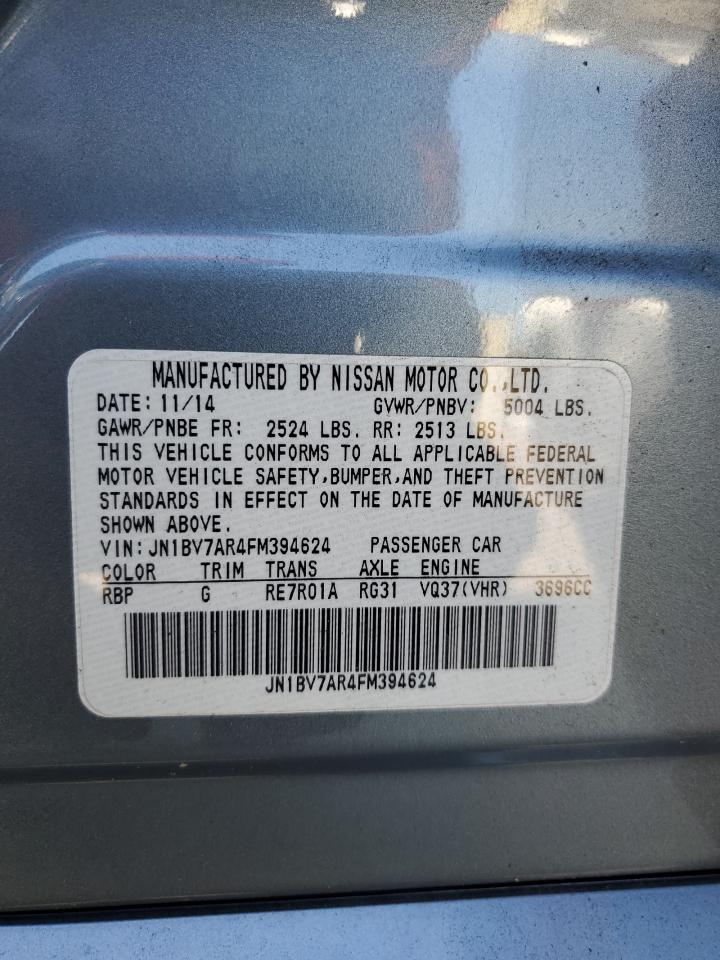 MANUFACTURED BY NISSAN MOTOR CO.,LTD.
DATE: 11/14 GVWR/PNBV: 5004 LBS.
GAWR/PNBE FR: 2524 LBS. RR: 2513 LBS.
THIS VEHICLE CONFORMS TO ALL APPLICABLE FEDERAL
MOTOR VEHICLE SAFETY,BUMPER,AND THEFT PREVENTION
STANDARDS IN EFFECT ON THE DATE OF MANUFACTURE
SHOWN ABOVE.
VIN: JN1BV7AR4FM394624 PASSENGER CAR
COLOR TRIM TRANS AXLE ENGINE
RBP G RE7R01A RG31 VQ37(VHR) 3696CC
JN1BV7AR4FM394624